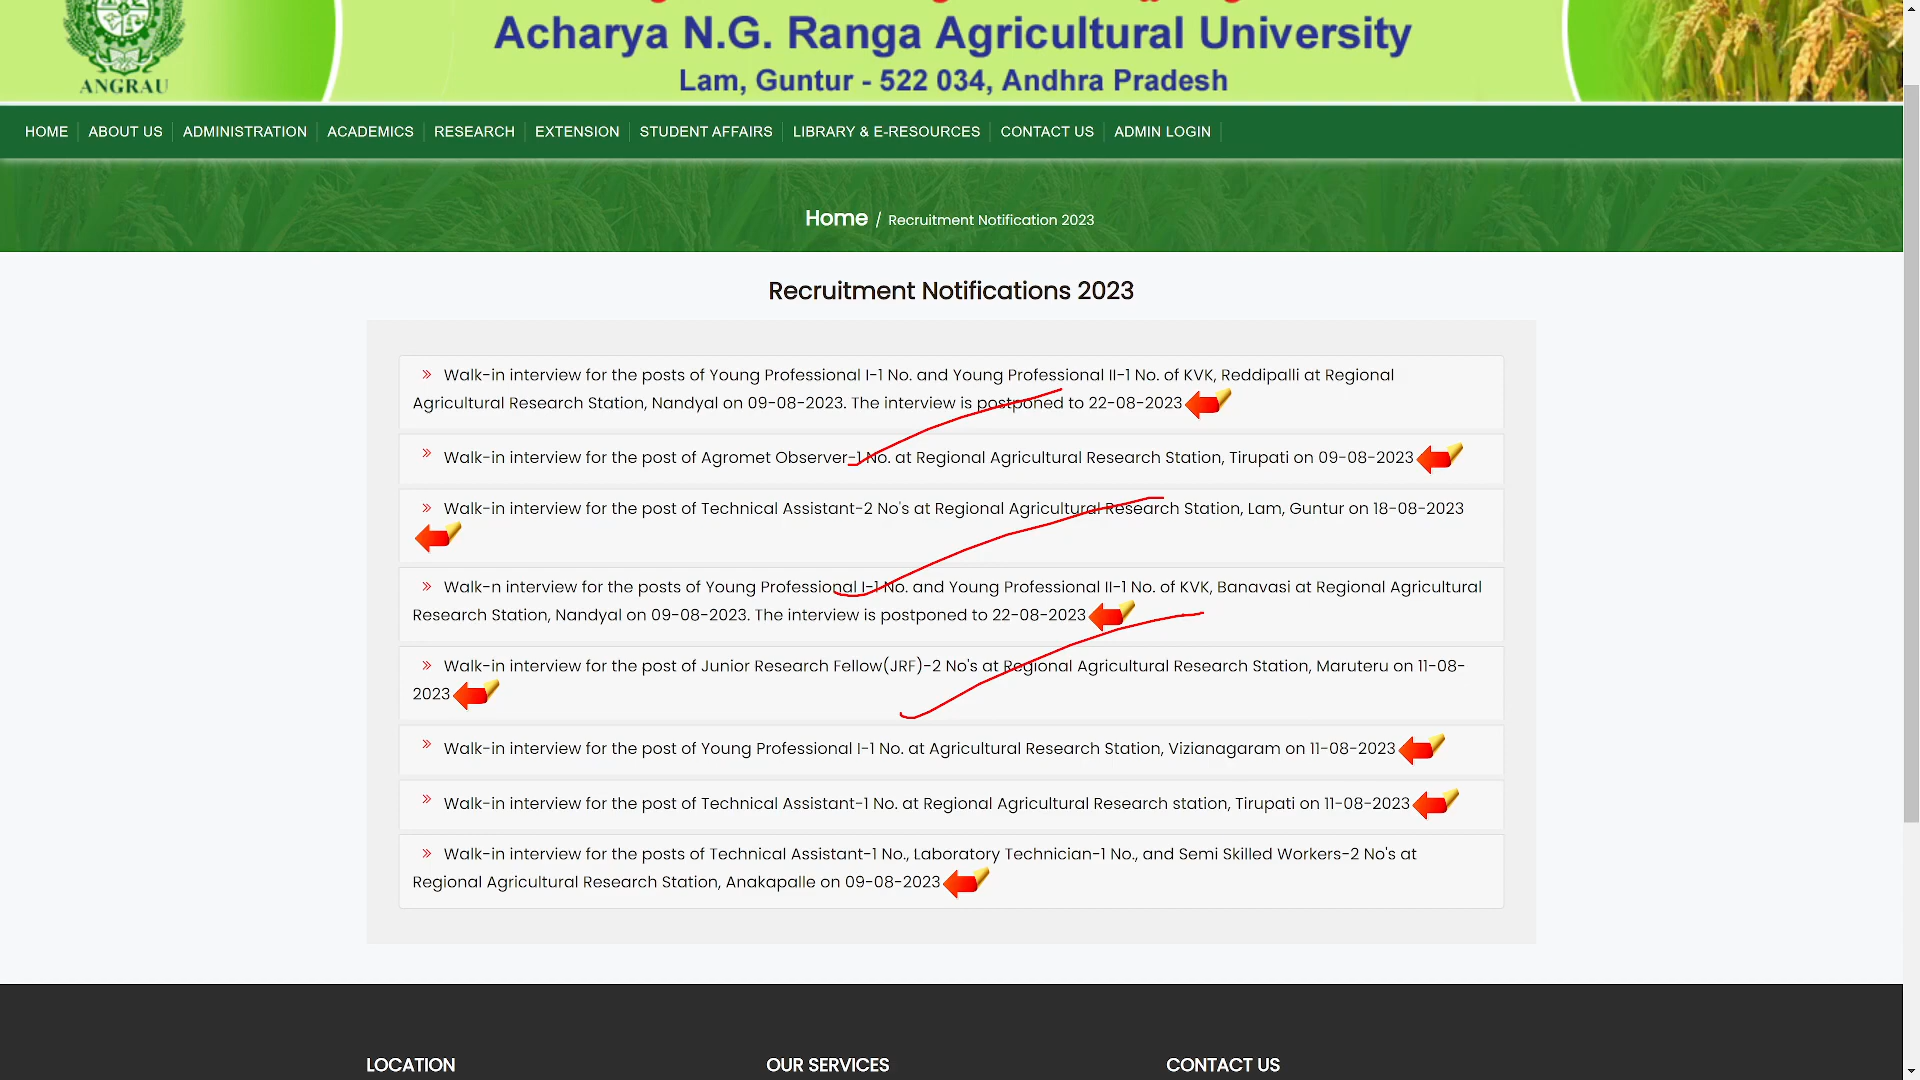 Acharya N.G. Ranga Agricultural University
Lam, Guntur - 522 034, Andhra Pradesh
ANGRAU
HOME ABOUT US ADMINISTRATION ACADEMICS RESEARCH EXTENSION STUDENT AFFAIRS LIBRARY & E-RESOURCES CONTACT US ADMIN LOGIN
Home / Recruitment Notification 2023
Recruitment Notifications 2023
Walk-in interview for the posts of Young Professional I-1 No. and Young Professional II-1 No. of KVK, Reddipalli at Regional
Agricultural Research Station, Nandyal on 09-08-2023. The interview is postponed to 22-08-2023
Walk-in interview for the post of Agromet Observer-1 No. at Regional Agricultural Research Station, Tirupati on 09-08-2023
Walk-in interview for the post of Technical Assistant-2 No's at Regional Agricultural Research Station, Lam, Guntur on 18-08-2023
Walk-n interview for the posts of Young Professional I-1 No. and Young Professional II-1 No. of KVK, Banavasi at Regional Agricultural
Research Station, Nandyal on 09-08-2023. The interview is postponed to 22-08-2023
Walk-in interview for the post of Junior Research Fellow(JRF)-2 No's at Regional Agricultural Research Station, Maruteru on 11-08-
2023
Walk-in interview for the post of Young Professional I-1 No. at Agricultural Research Station, Vizianagaram on 11-08-2023
Walk-in interview for the post of Technical Assistant-1 No. at Regional Agricultural Research station, Tirupati on 11-08-2023
Walk-in interview for the posts of Technical Assistant-1 No., Laboratory Technician-1 No., and Semi Skilled Workers-2 No's at
Regional Agricultural Research Station, Anakapalle on 09-08-2023
LOCATION OUR SERVICES CONTACT US